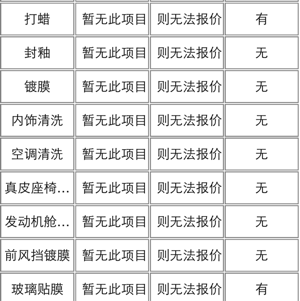 打蜡 暂无此项目 则无法报价 有
封釉 暂无此项目 则无法报价 无
镀膜 暂无此项目 则无法报价 无
内饰清洗 暂无此项目 则无法报价 无
空调清洗 暂无此项目 则无法报价 无
真皮座椅… 暂无此项目 则无法报价 无
发动机舱… 暂无此项目 则无法报价 无
前风挡镀膜 暂无此项目 则无法报价 无
玻璃贴膜 暂无此项目 则无法报价 有